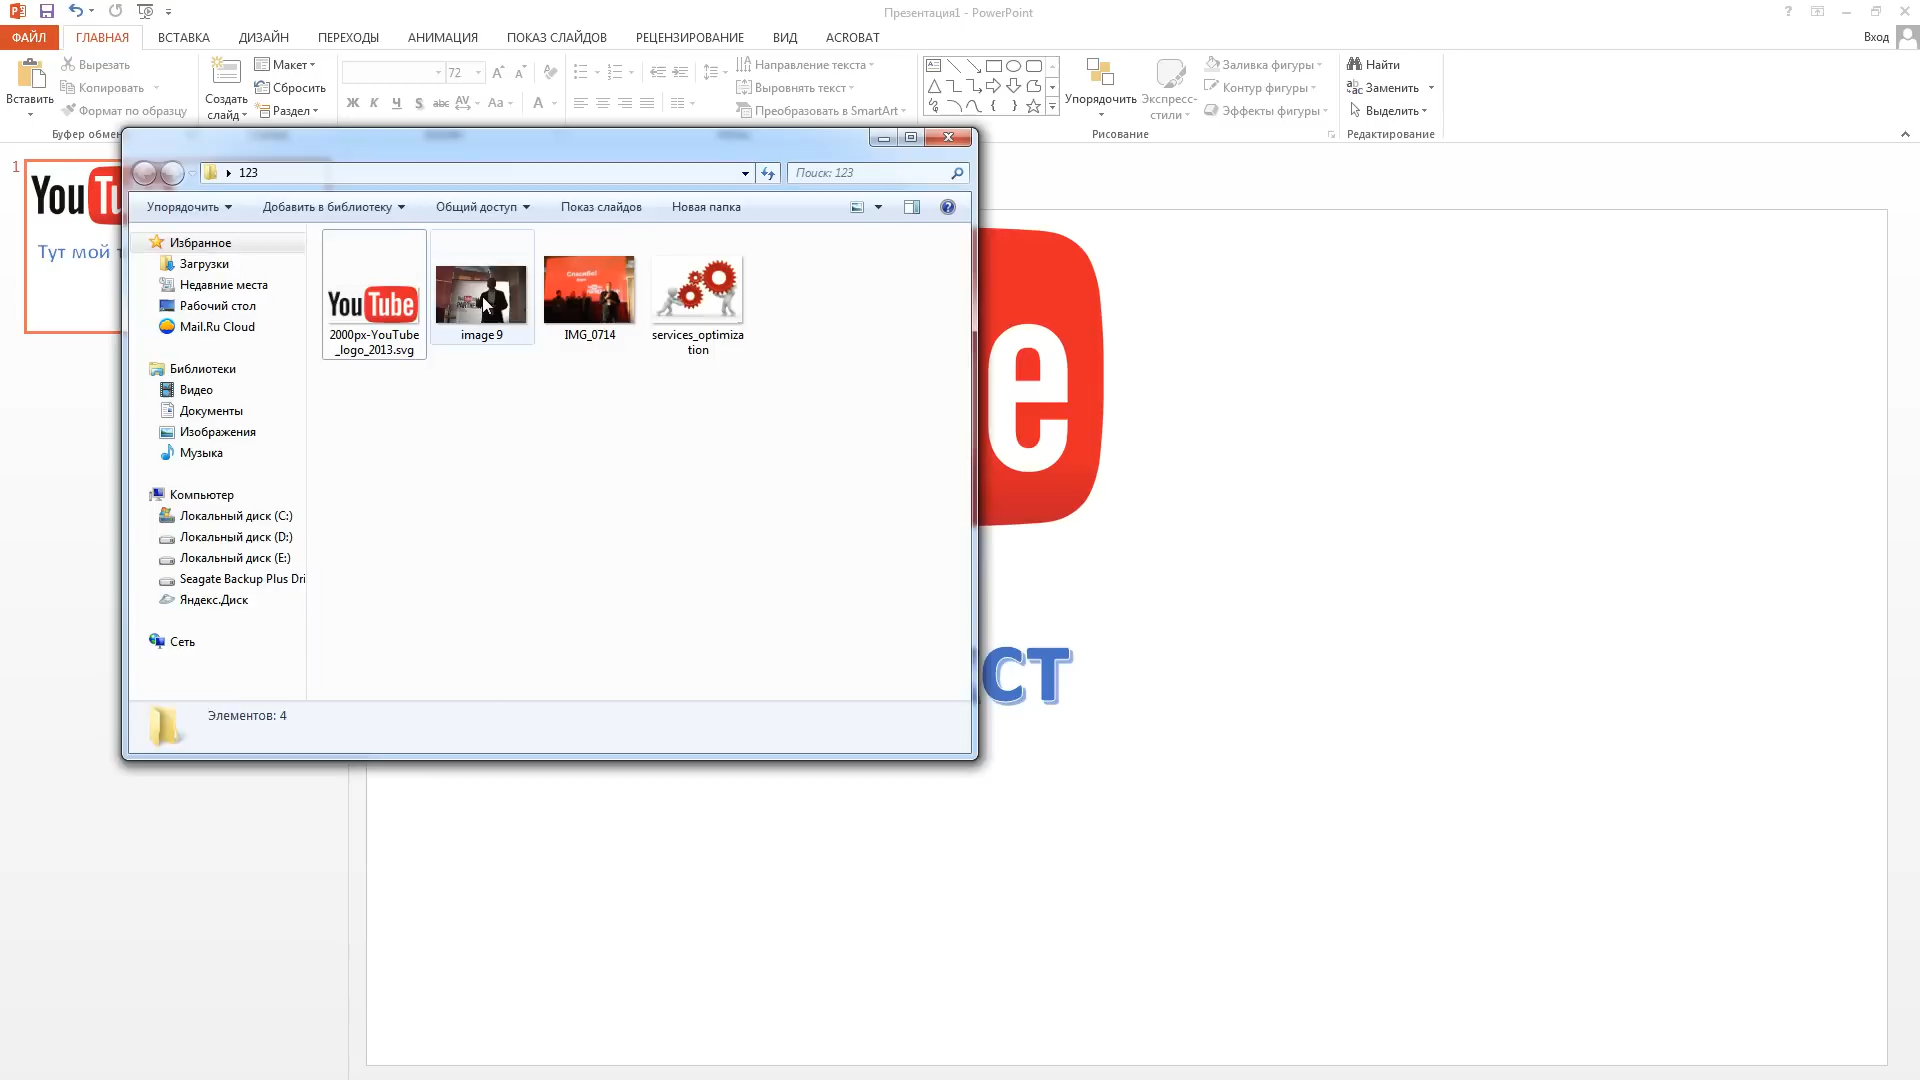 Презентация1 - PowerPoint
ФАЙЛ ГЛАВНАЯ ВСТАВКА ДИЗАЙН ПЕРЕХОДЫ АНИМАЦИЯ ПОКАЗ СЛАЙДОВ РЕЦЕНЗИРОВАНИЕ ВИД ACROBAT Вход
Вставить
Вырезать
Копировать
Формат по образцу
Буфер обмен
Создать
слайд
Макет
Сбросить
Раздел
72
Ж К Ч S abc AV Aa A
Направление текста
Выровнять текст
Преобразовать в SmartArt
Упорядочить
Экспресс-
стили
Заливка фигуры
Контур фигуры
Эффекты фигуры
Рисование
Найти
Заменить
Выделить
Редактирование
1
YouTu
Тут мой т
123
Поиск: 123
Упорядочить Добавить в библиотеку Общий доступ Показ слайдов Новая папка
Избранное
Загрузки
Недавние места
Рабочий стол
Mail.Ru Cloud
Библиотеки
Видео
Документы
Изображения
Музыка
Компьютер
Локальный диск (C:)
Локальный диск (D:)
Локальный диск (E:)
Seagate Backup Plus Dri
Яндекс.Диск
Сеть
YouTube
2000px-YouTube
_logo_2013.svg
image 9
Спасибо!
IMG_0714
services_optimiza
tion
Элементов: 4
e
СТ